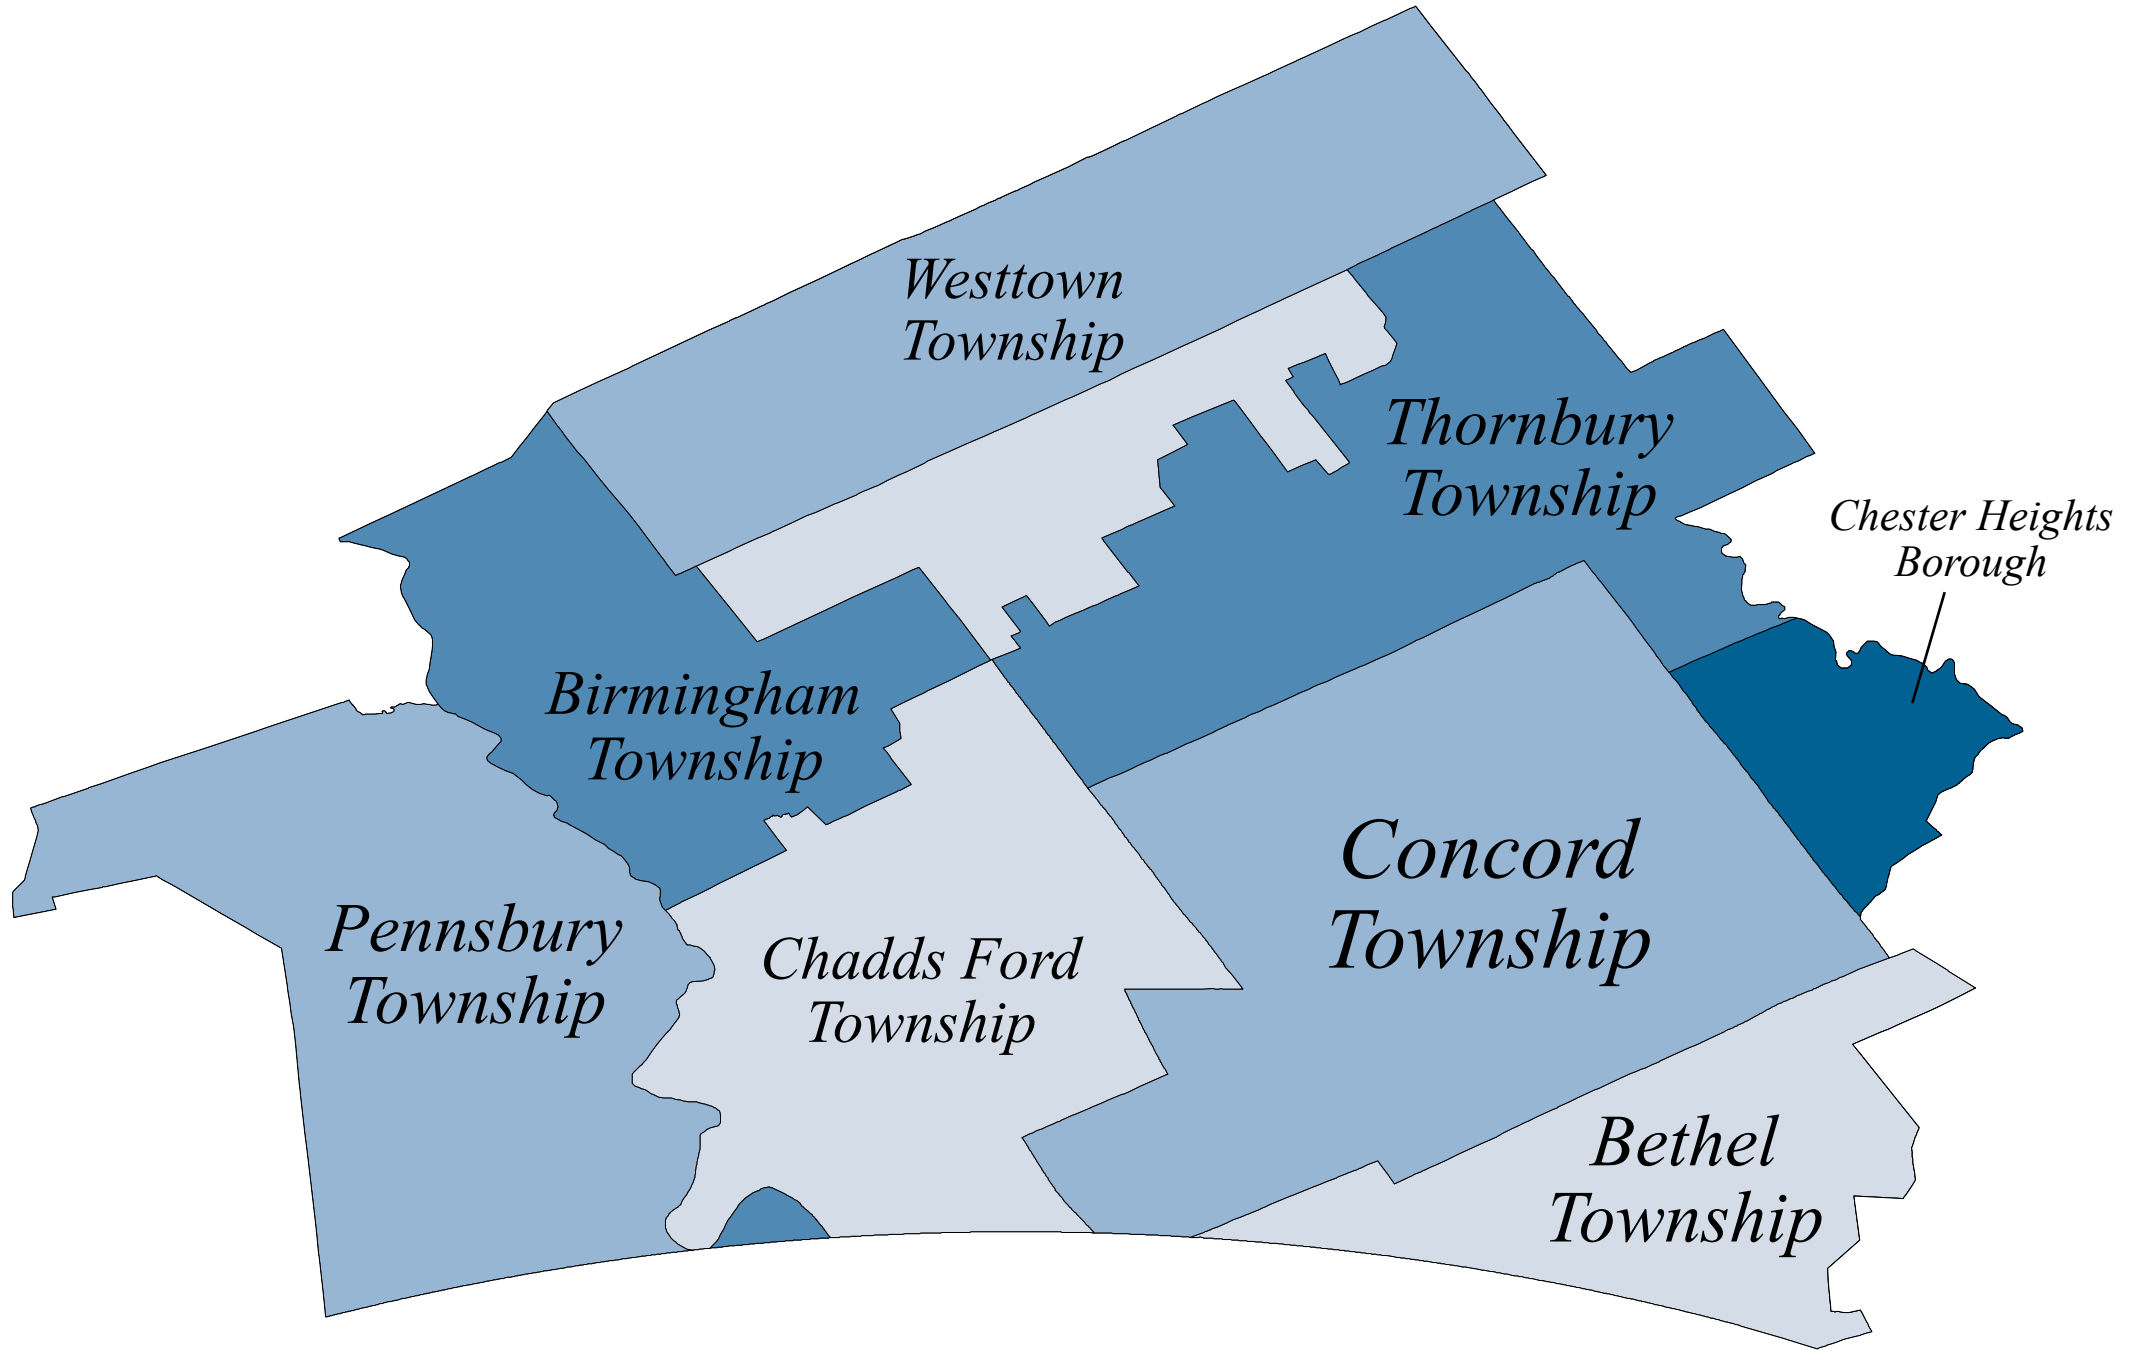 Westtown
Township
Thornbury
Township
Chester Heights
Borough
Birmingham
Township
Concord
Township
Pennsbury
Township
Chadds Ford
Township
Bethel
Township